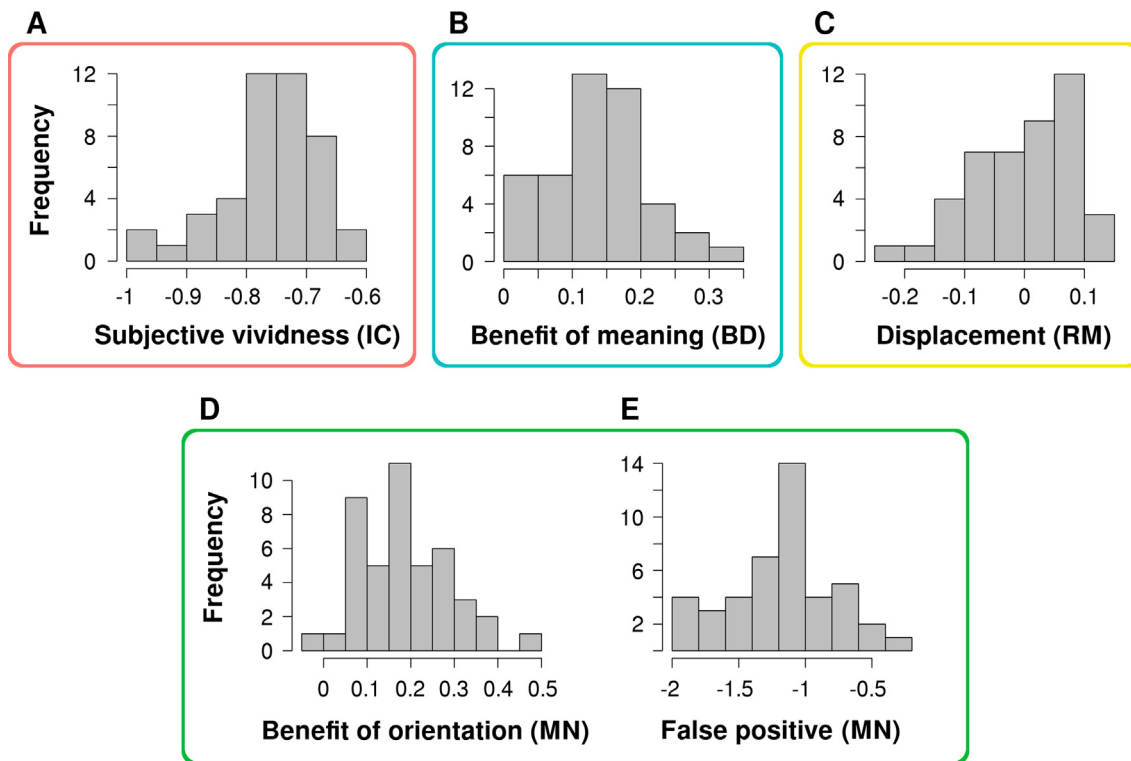 A
B
C
Frequency
12
8
4
0
-1 -0.9 -0.8 -0.7 -0.6
Subjective vividness (IC)
12
8
4
0
0 0.1 0.2 0.3
Benefit of meaning (BD)
12
8
4
0
-0.2 -0.1 0 0.1
Displacement (RM)
D
E
Frequency
10
8
6
4
2
0
0 0.1 0.2 0.3 0.4 0.5
Benefit of orientation (MN)
14
10
6
2
-2 -1.5 -1 -0.5
False positive (MN)